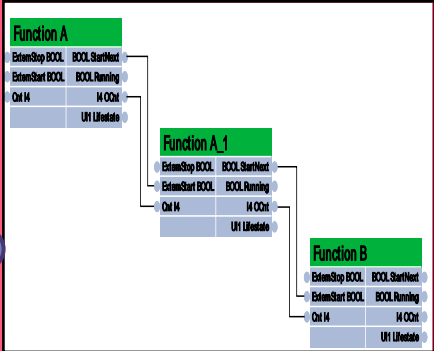 Function A
ExternStop BOOL BOOL StartNext
ExternStart BOOL BOOL Running
Cnt I4 I4 OCnt
UI1 Lifestate
Function A_1
ExternStop BOOL BOOL StartNext
ExternStart BOOL BOOL Running
Cnt I4 I4 OCnt
UI1 Lifestate
Function B
ExternStop BOOL BOOL StartNext
ExternStart BOOL BOOL Running
Cnt I4 I4 OCnt
UI1 Lifestate